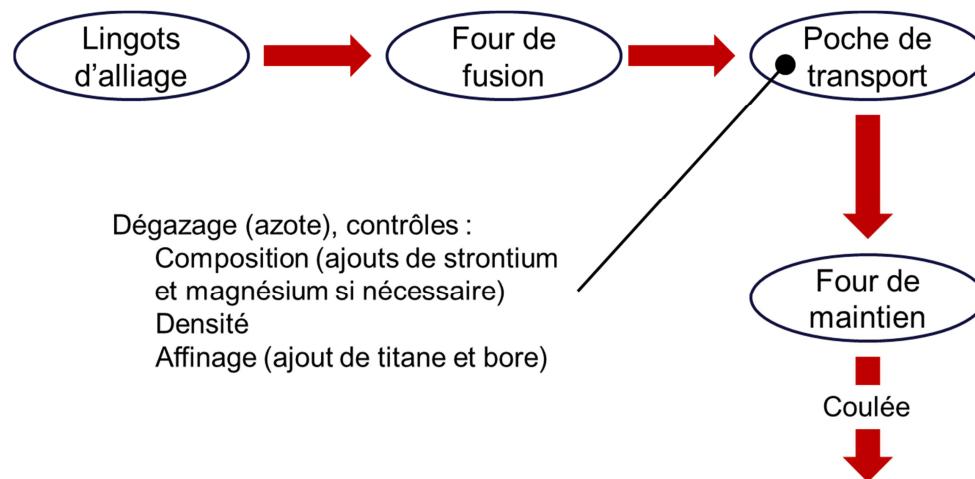 Lingots
d’alliage
Four de
fusion
Poche de
transport
Dégazage (azote), contrôles :
Composition (ajouts de strontium
et magnésium si nécessaire)
Densité
Affinage (ajout de titane et bore)
Four de
maintien
Coulée